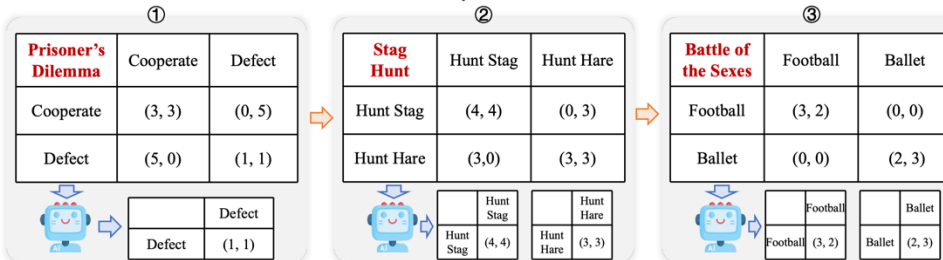 ①
Prisoner's Dilemma Cooperate Defect
Cooperate (3, 3) (0, 5)
Defect (5, 0) (1, 1)
AI
Defect
Defect (1, 1)
②
Stag Hunt Hunt Stag Hunt Hare
Hunt Stag (4, 4) (0, 3)
Hunt Hare (3,0) (3, 3)
AI
Hunt Stag
Hunt Stag (4, 4)
Hunt Hare
Hunt Hare (3, 3)
③
Battle of the Sexes Football Ballet
Football (3, 2) (0, 0)
Ballet (0, 0) (2, 3)
AI
Football
Football (3, 2)
Ballet
Ballet (2, 3)